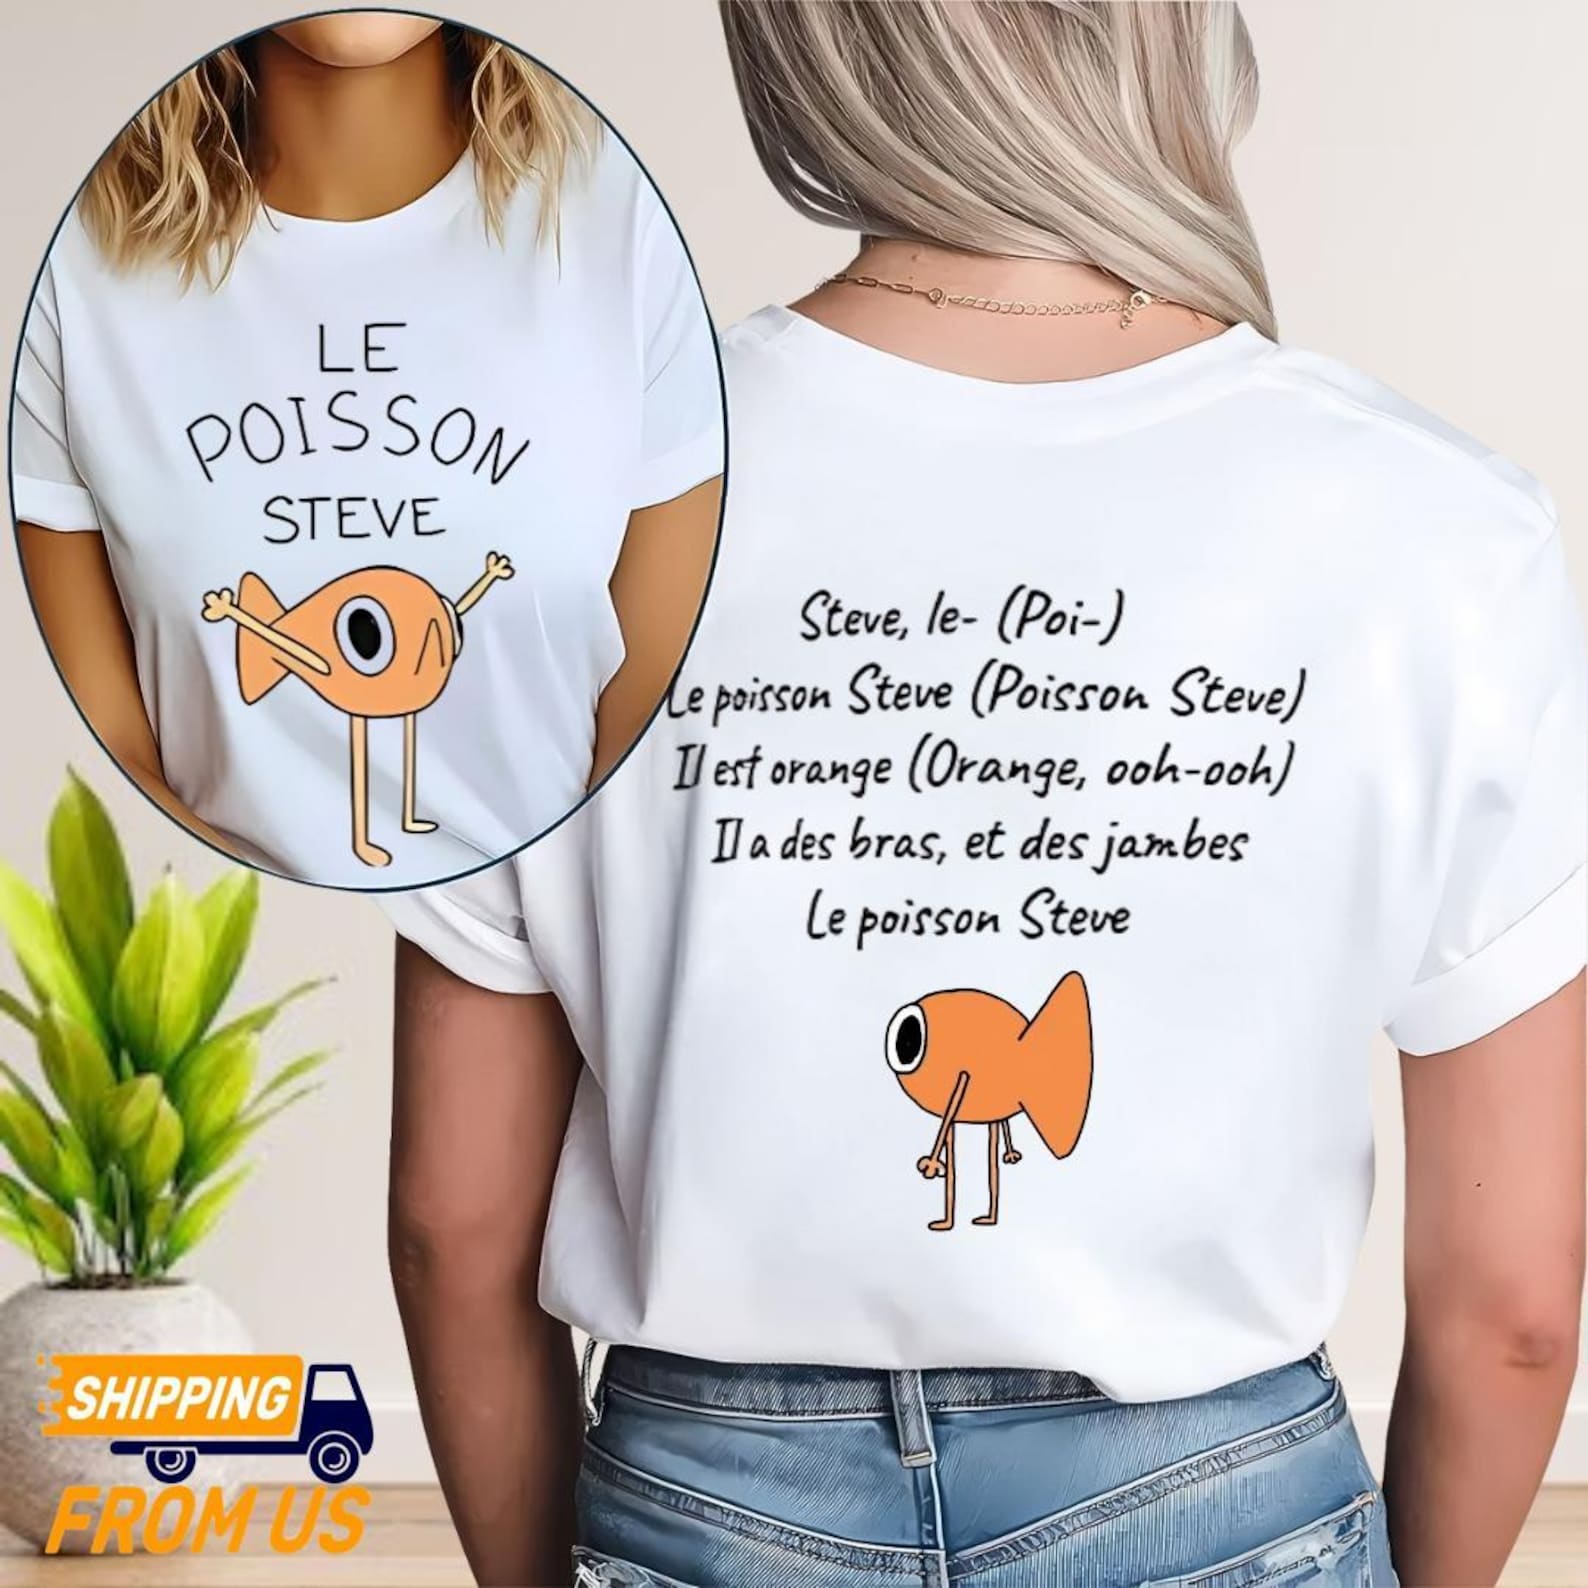 LE
POISSON
STEVE
Steve, le- (Poi-)
Le poisson Steve (Poisson Steve)
Il est orange (Orange, ooh-ooh)
Il a des bras, et des jambes
Le poisson Steve
SHIPPING
FROM US